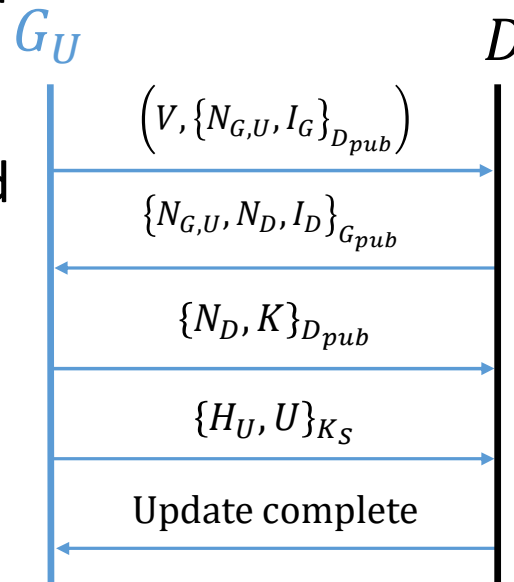 G_U D
(V, {N_{G,U}, I_G}_{D_{pub}})
{N_{G,U}, N_D, I_D}_{G_{pub}}
{N_D, K}_{D_{pub}}
{H_U, U}_{K_S}
Update complete